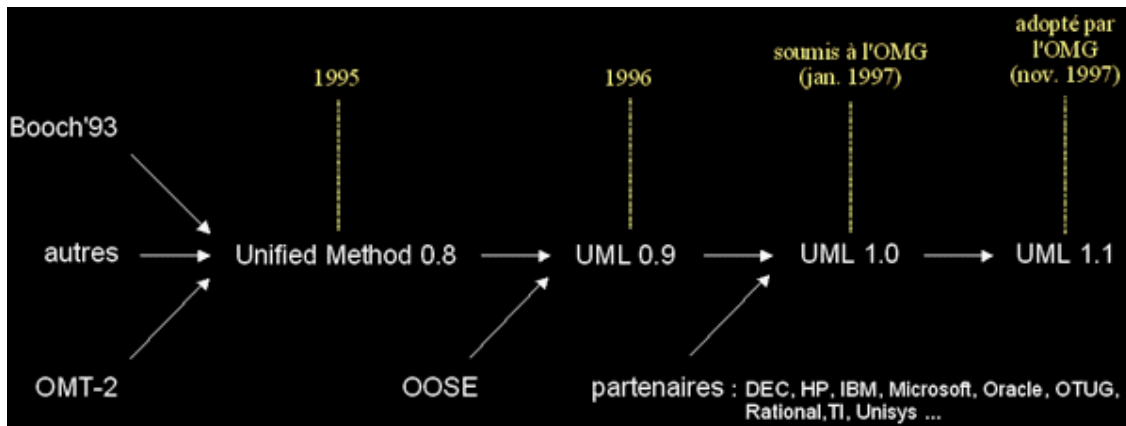 adopté par
l'OMG
(nov. 1997)
soumis à l'OMG
(jan. 1997)
1995
1996
Booch'93
autres
Unified Method 0.8
UML 0.9
UML 1.0
UML 1.1
OMT-2
OOSE
partenaires : DEC, HP, IBM, Microsoft, Oracle, OTUG,
Rational,TI, Unisys ...